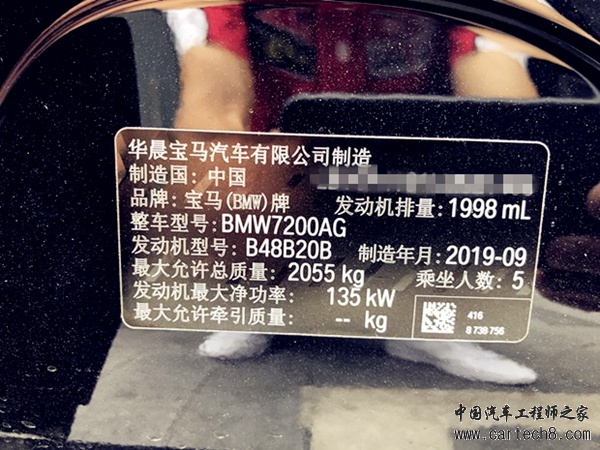 华晨宝马汽车有限公司制造
制造国: 中国
品牌: 宝马(BMW)牌 发动机排量: 1998 mL
整车型号: BMW7200AG
发动机型号: B48B20B 制造年月: 2019-09
最大允许总质量: 2055 kg 乘坐人数: 5
发动机最大净功率: 135 kW
最大允许牵引质量: -- kg
416
8 738 756
中国汽车工程师之家
www.cartech8.com